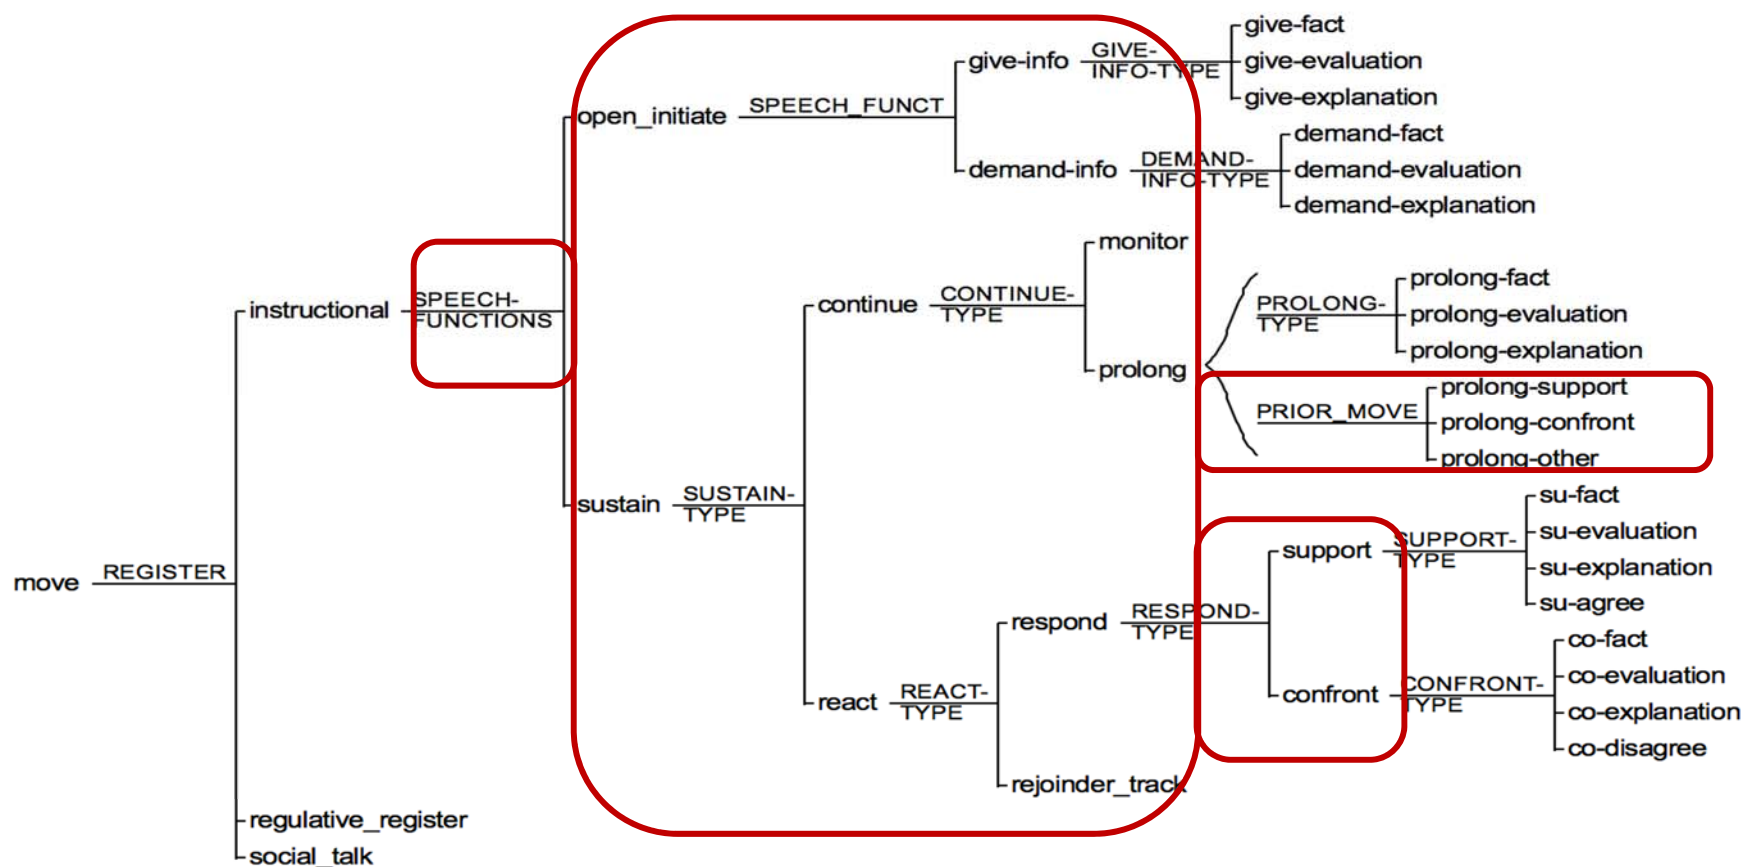 give-fact
give-info GIVE- give-evaluation
INFO-TYPE
give-explanation
open_initiate SPEECH_FUNCT
demand-fact
demand-info DEMAND- demand-evaluation
INFO-TYPE
demand-explanation
monitor
continue CONTINUE-
TYPE
prolong
prolong-fact
PROLONG- prolong-evaluation
TYPE
prolong-explanation
prolong-support
PRIOR_MOVE prolong-confront
prolong-other
instructional SPEECH-
FUNCTIONS
sustain SUSTAIN-
TYPE
su-fact
support SUPPORT- su-evaluation
TYPE
su-explanation
su-agree
move REGISTER
respond RESPOND-
TYPE
co-fact
co-evaluation
confront CONFRONT-
TYPE
co-explanation
co-disagree
react REACT-
TYPE
rejoinder_track
regulative_register
social_talk